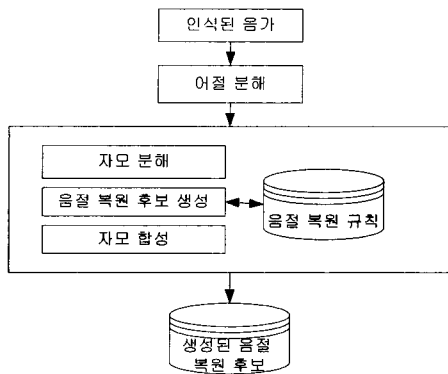 인식된 음가
어절 분해
자모 분해
음절 복원 후보 생성
음절 복원 규칙
자모 합성
생성된 음절
복원 후보